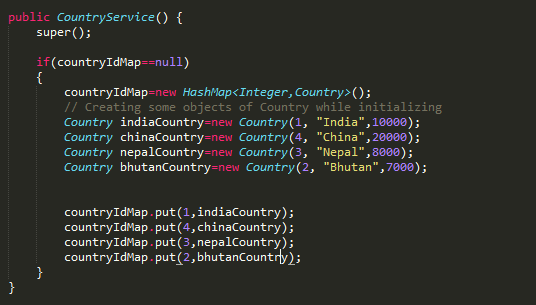 public CountryService() {
super();
if(countryIdMap==null)
{
countryIdMap=new HashMap<Integer,Country>();
// Creating some objects of Country while initializing
Country indiaCountry=new Country(1, "India",10000);
Country chinaCountry=new Country(4, "China",20000);
Country nepalCountry=new Country(3, "Nepal",8000);
Country bhutanCountry=new Country(2, "Bhutan",7000);
countryIdMap.put(1,indiaCountry);
countryIdMap.put(4,chinaCountry);
countryIdMap.put(3,nepalCountry);
countryIdMap.put(2,bhutanCountry);
}
}